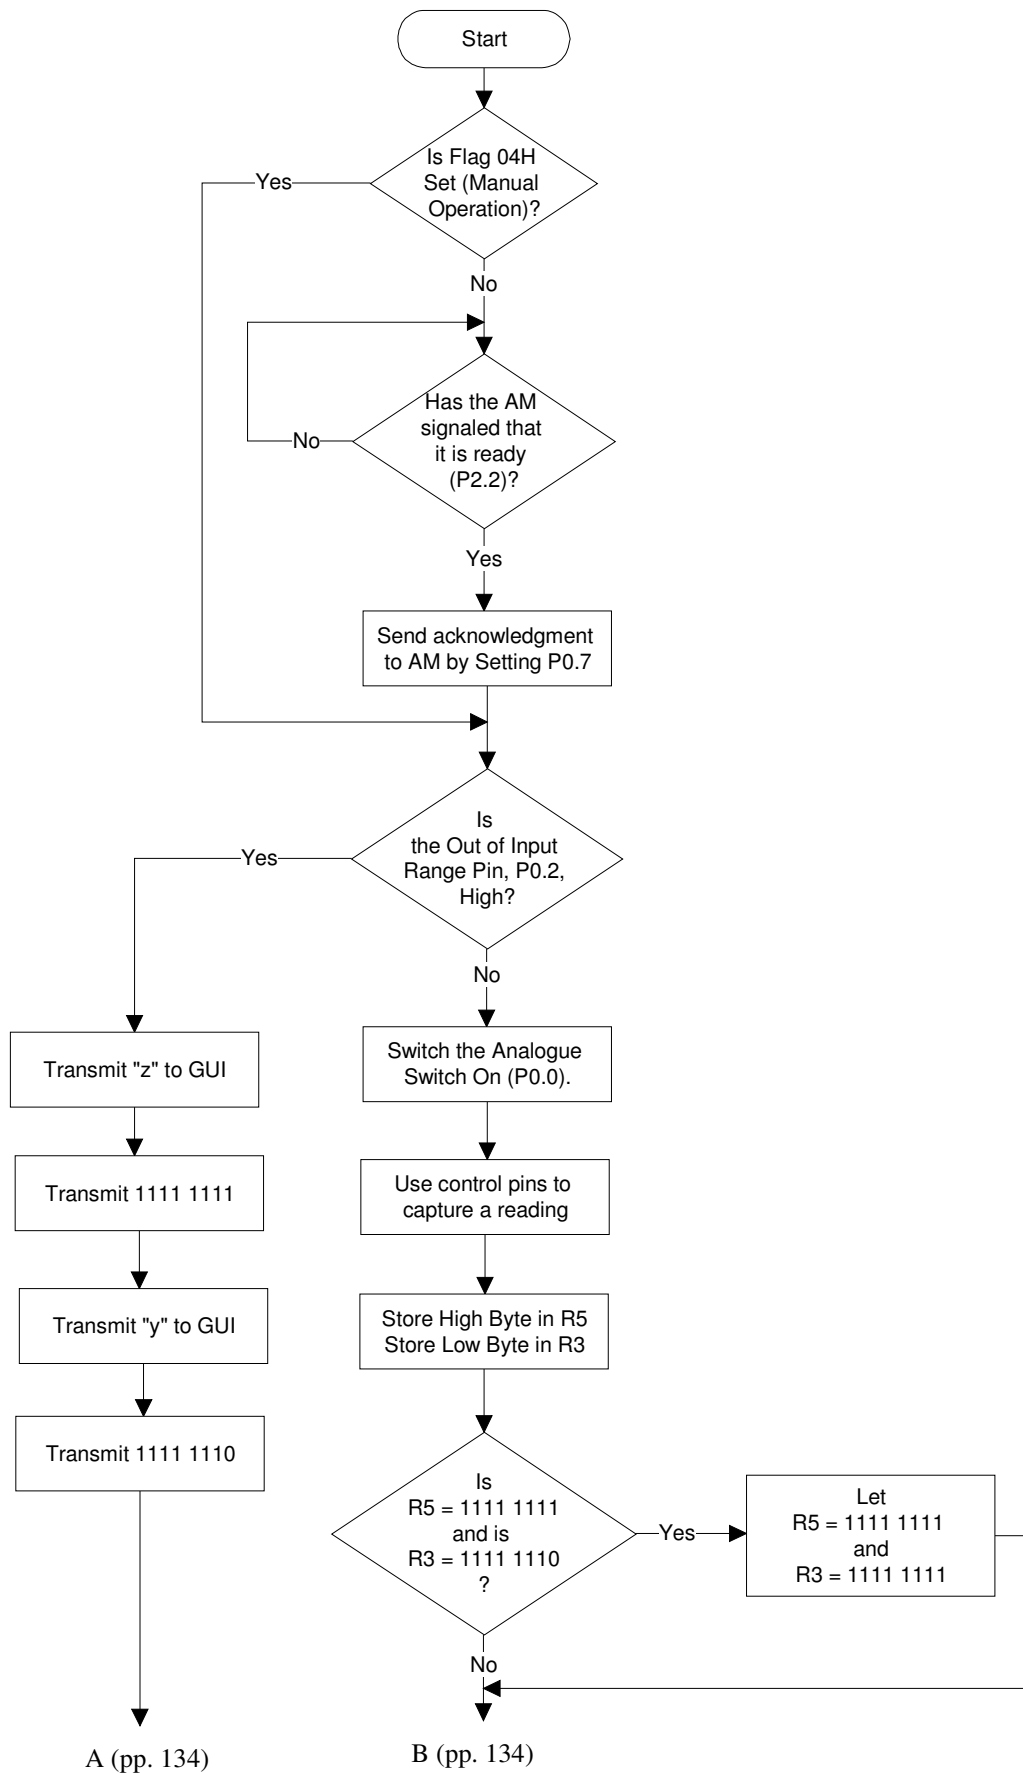 Start
Is Flag 04H
Set (Manual
Operation)?
Yes
No
Has the AM
signaled that
it is ready
(P2.2)?
No
Yes
Send acknowledgment
to AM by Setting P0.7
Is
the Out of Input
Range Pin, P0.2,
High?
Yes
No
Transmit "z" to GUI
Transmit 1111 1111
Transmit "y" to GUI
Transmit 1111 1110
A (pp. 134)
Switch the Analogue
Switch On (P0.0).
Use control pins to
capture a reading
Store High Byte in R5
Store Low Byte in R3
Is
R5 = 1111 1111
and is
R3 = 1111 1110
?
Yes
Let
R5 = 1111 1111
and
R3 = 1111 1111
No
B (pp. 134)